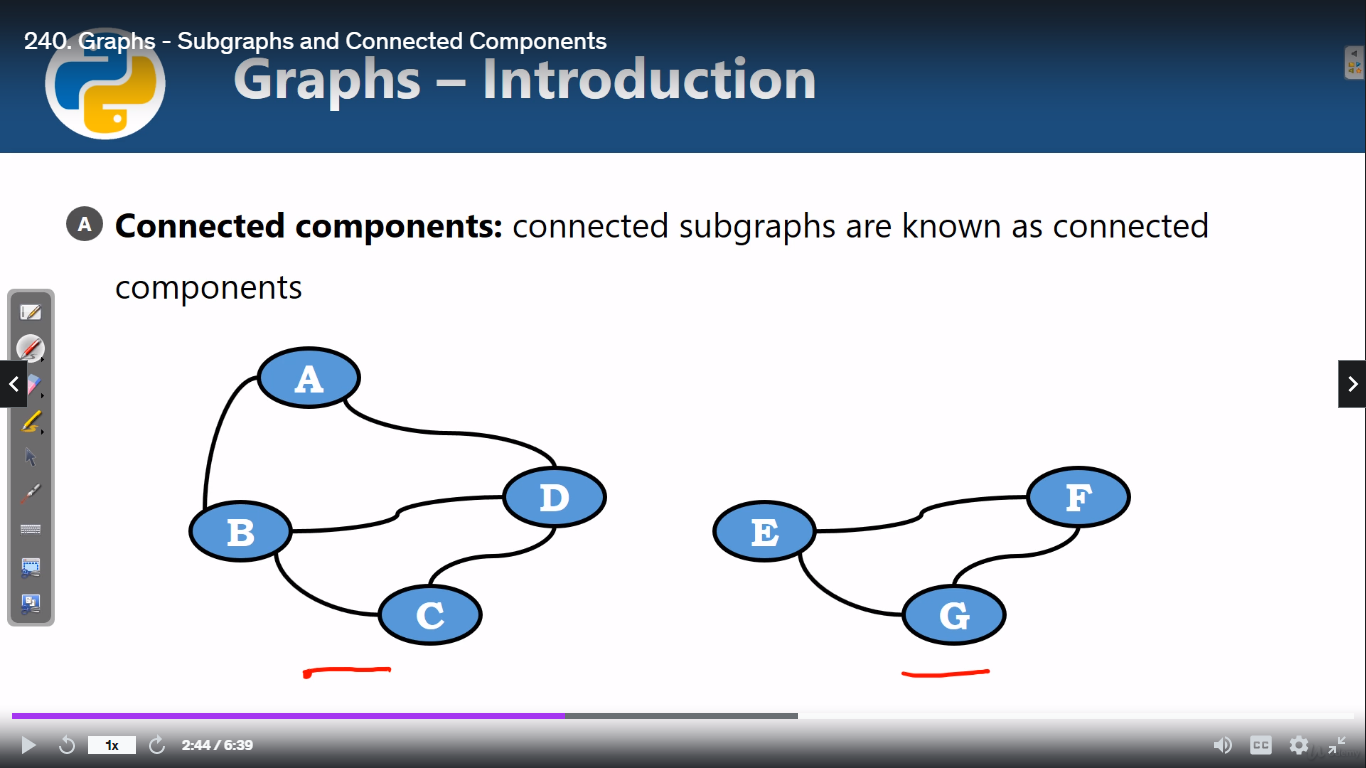 240. Graphs - Subgraphs and Connected Components
Graphs – Introduction
A Connected components: connected subgraphs are known as connected
components
A
D
F
B
E
C
G
1x
2:44 / 6:39
CC